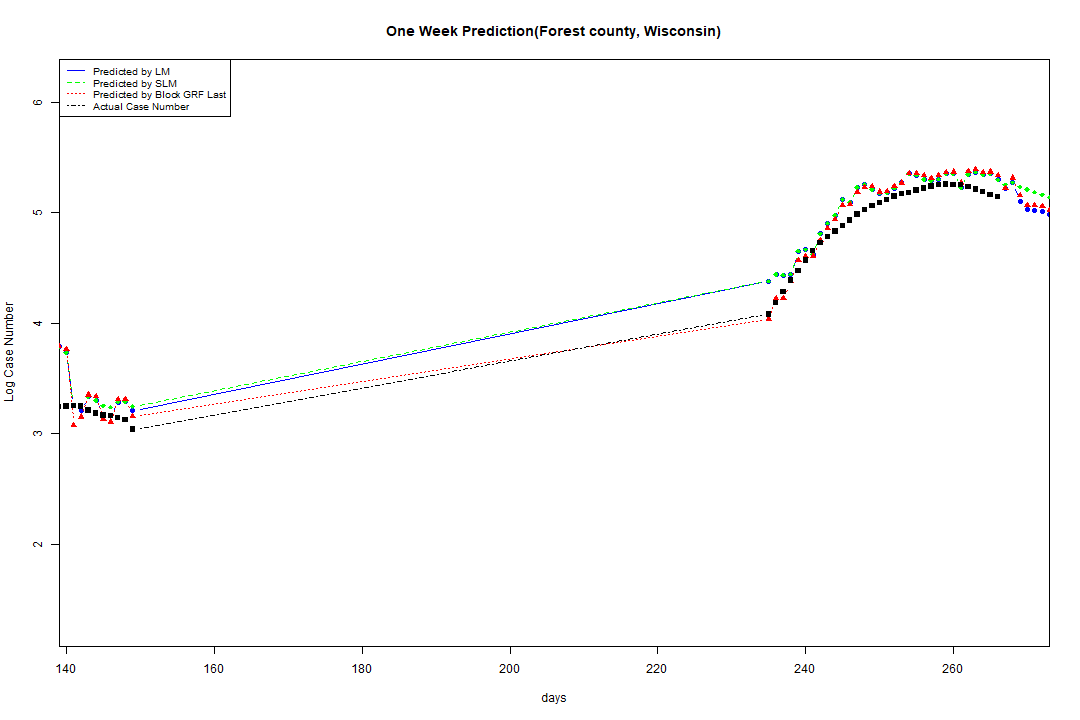 One Week Prediction(Forest county, Wisconsin)
Predicted by LM
Predicted by SLM
Predicted by Block GRF Last
Actual Case Number
6
5
4
3
2
Log Case Number
140 160 180 200 220 240 260
days